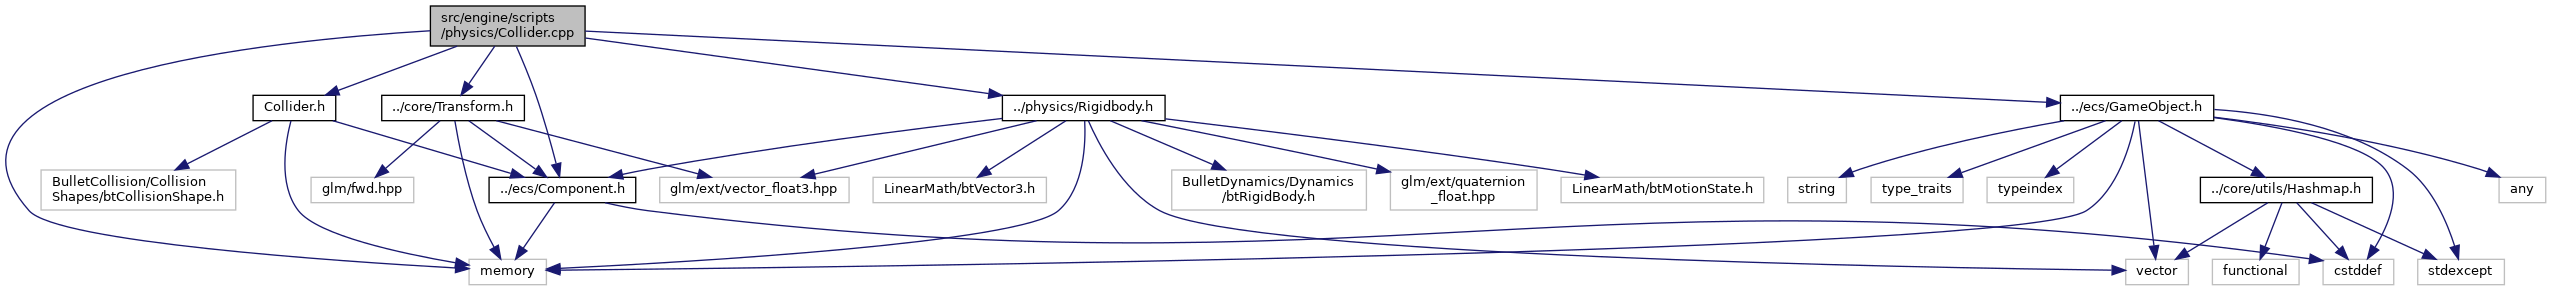 src/engine/scripts
/physics/Collider.cpp
Collider.h
../core/Transform.h
../physics/Rigidbody.h
../ecs/GameObject.h
BulletCollision/Collision
Shapes/btCollisionShape.h
glm/fwd.hpp
../ecs/Component.h
glm/ext/vector_float3.hpp
LinearMath/btVector3.h
BulletDynamics/Dynamics
/btRigidBody.h
glm/ext/quaternion
_float.hpp
LinearMath/btMotionState.h
string
type_traits
typeindex
../core/utils/Hashmap.h
any
memory
vector
functional
cstddef
stdexcept